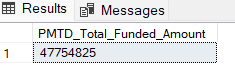 Results Messages
PMTD_Total_Funded_Amount
1 47754825